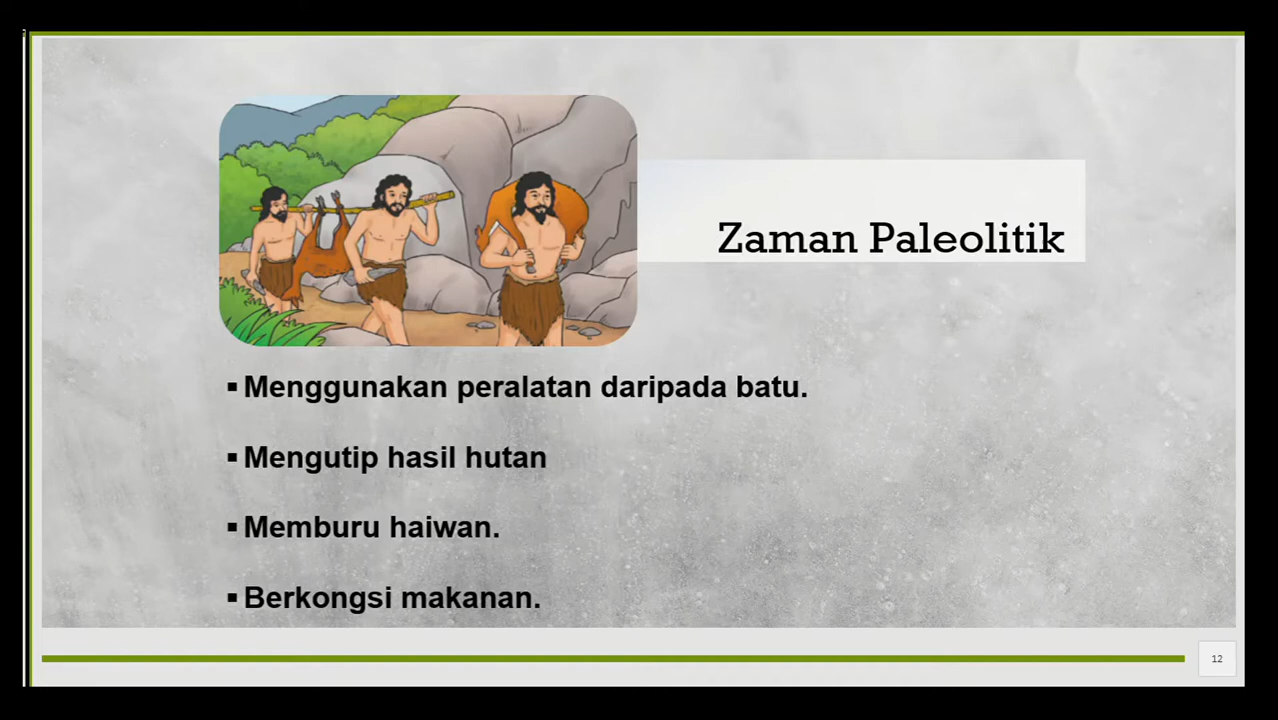 Zaman Paleolitik
▪ Menggunakan peralatan daripada batu.
▪ Mengutip hasil hutan
▪ Memburu haiwan.
▪ Berkongsi makanan.
12